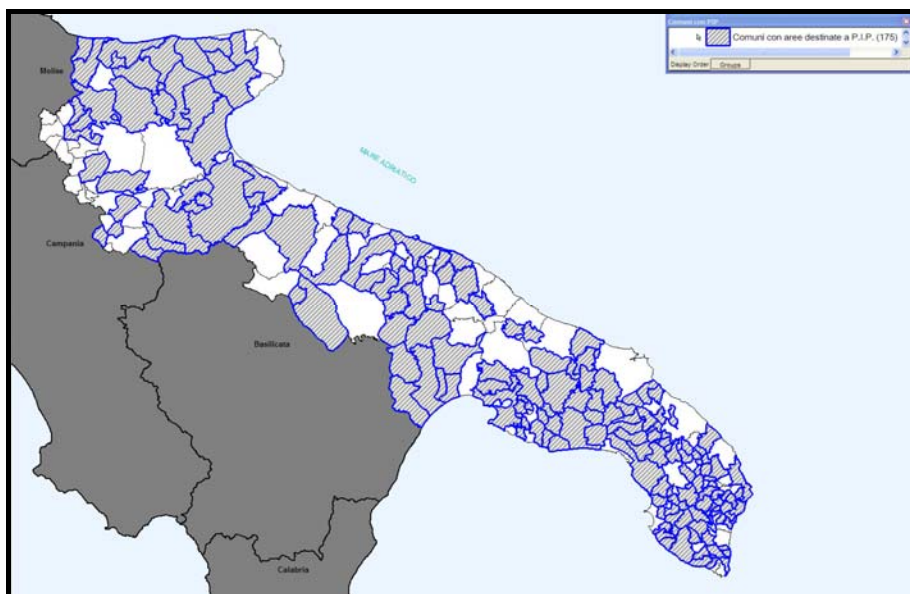 Comuni con PIP
Comuni con aree destinate a P.I.P. (175)
Display Order Groups
Molise
MARE ADRIATICO
Campania
Basilicata
Calabria